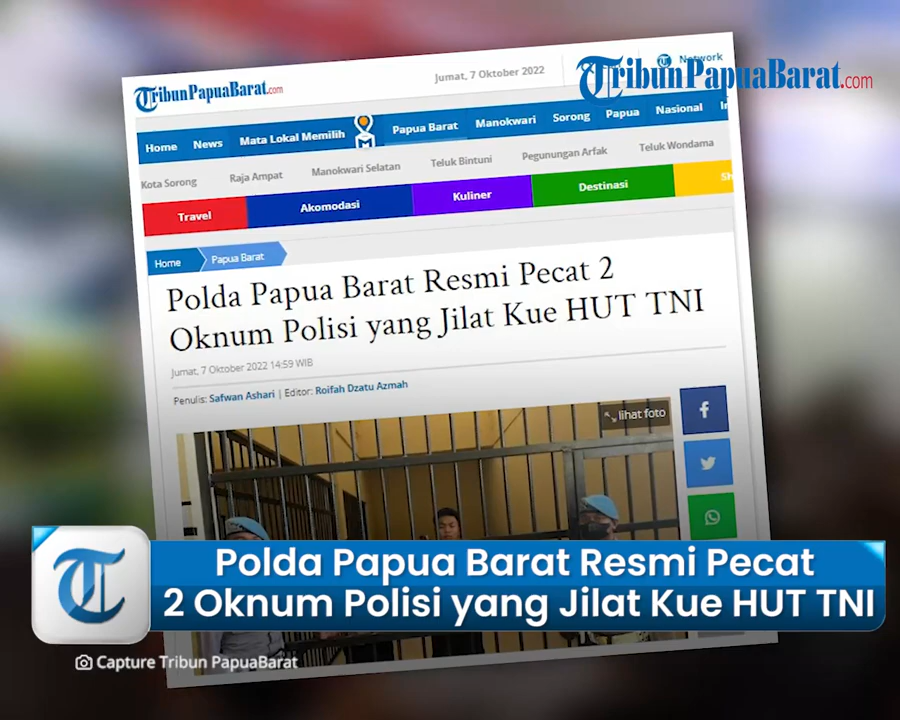 TribunPapuaBarat.com
Jumat, 7 Oktober 2022
Network
TribunPapuaBarat.com
Home News Mata Lokal Memilih Papua Barat Manokwari Sorong Papua Nasional
Kota Sorong Raja Ampat Manokwari Selatan Teluk Bintuni Pegunungan Arfak Teluk Wondama
Travel Akomodasi Kuliner Destinasi
Home Papua Barat
Polda Papua Barat Resmi Pecat 2
Oknum Polisi yang Jilat Kue HUT TNI
Jumat, 7 Oktober 2022 14:59 WIB
Penulis: Safwan Ashari | Editor: Roifah Dzatu Azmah
lihat foto
Polda Papua Barat Resmi Pecat
2 Oknum Polisi yang Jilat Kue HUT TNI
Capture Tribun PapuaBarat